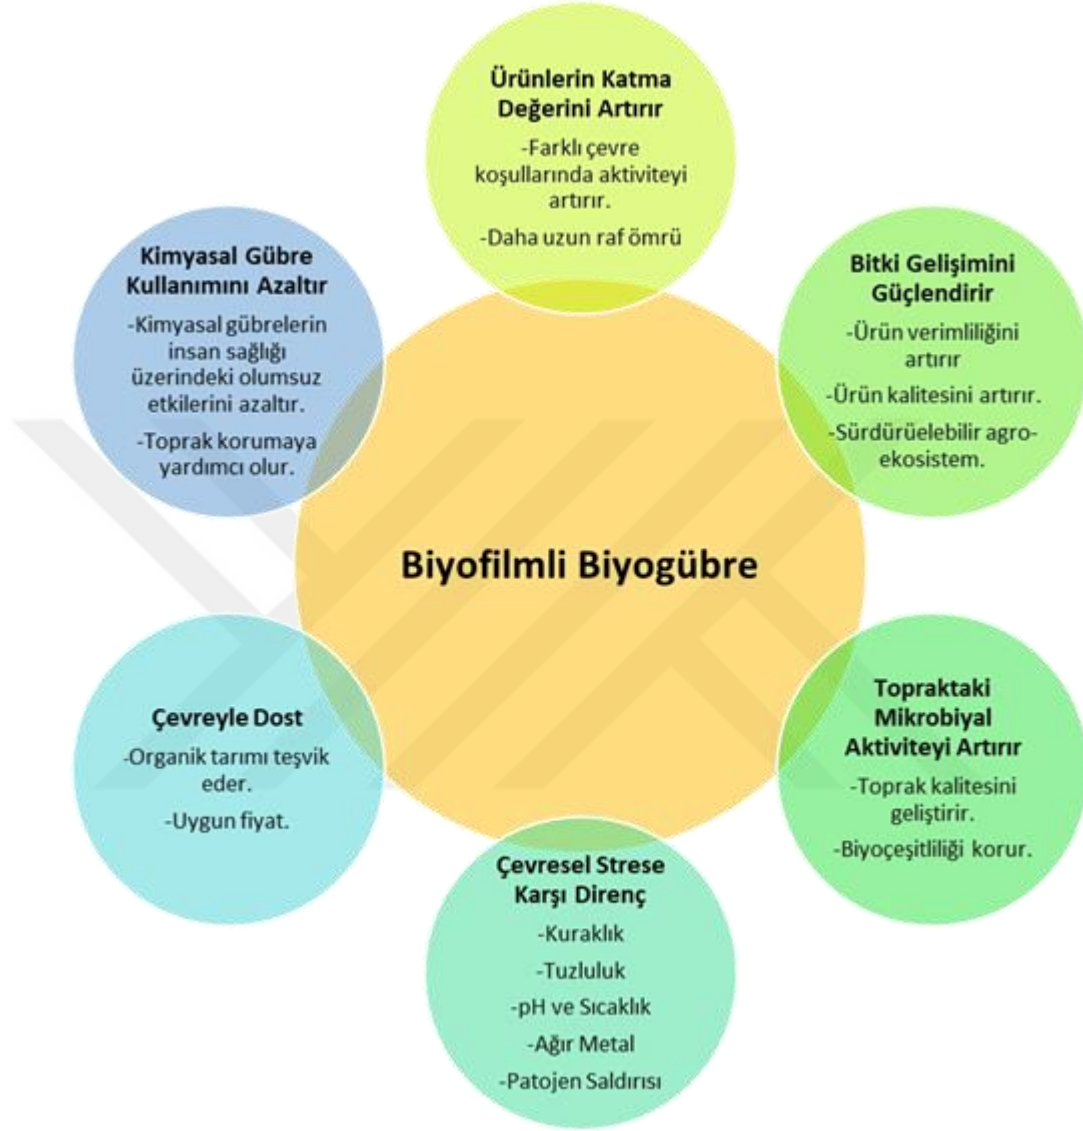 Ürünlerin Katma
Değerini Artırır
-Farklı çevre
koşullarında aktiviteyi
artırır.
-Daha uzun raf ömrü
Bitki Gelişimini
Güçlendirir
-Ürün verimliliğini
artırır
-Ürün kalitesini artırır.
-Sürdürüelebilir agro-
ekosistem.
Topraktaki
Mikrobiyal
Aktiviteyi Artırır
-Toprak kalitesini
geliştirir.
-Biyoçeşitliliği korur.
Çevresel Strese
Karşı Direnç
-Kuraklık
-Tuzluluk
-pH ve Sıcaklık
-Ağır Metal
-Patojen Saldırısı
Çevreyle Dost
-Organik tarımı teşvik
eder.
-Uygun fiyat.
Kimyasal Gübre
Kullanımını Azaltır
-Kimyasal gübrelerin
insan sağlığı
üzerindeki olumsuz
etkilerini azaltır.
-Toprak korumaya
yardımcı olur.
Biyofilmli Biyogübre